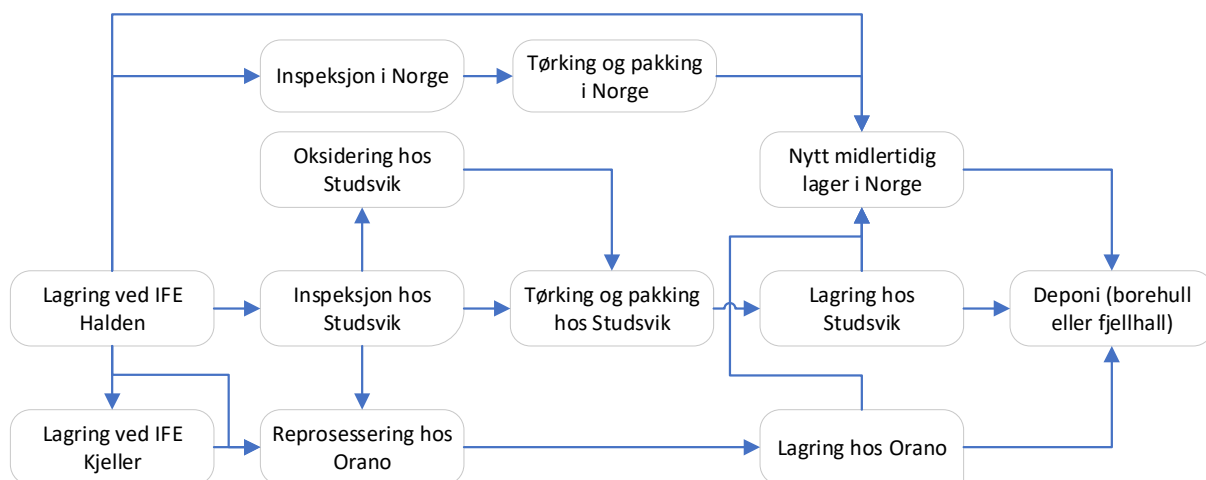 Inspeksjon i Norge
Tørking og pakking
i Norge
Oksidering hos
Studsvik
Nytt midlertidig
lager i Norge
Lagring ved IFE
Halden
Inspeksjon hos
Studsvik
Tørking og pakking
hos Studsvik
Lagring hos
Studsvik
Deponi (borehull
eller fjellhall)
Lagring ved IFE
Kjeller
Reprosessering hos
Orano
Lagring hos Orano